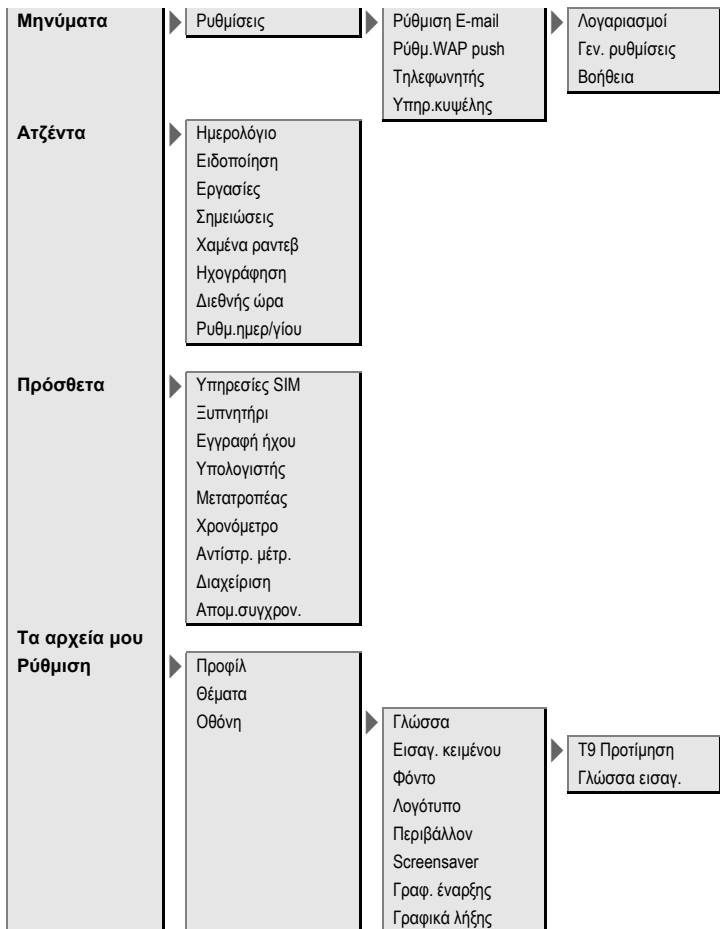 Μηνύματα Ρυθμίσεις Ρύθμιση E-mail Λογαριασμοί
Ρύθμ.WAP push Γεν. ρυθμίσεις
Τηλεφωνητής Βοήθεια
Υπηρ.κυψέλης
Ατζέντα Ημερολόγιο
Ειδοποίηση
Εργασίες
Σημειώσεις
Χαμένα ραντεβ
Ηχογράφηση
Διεθνής ώρα
Ρυθμ.ημερ/γίου
Πρόσθετα Υπηρεσίες SIM
Ξυπνητήρι
Εγγραφή ήχου
Υπολογιστής
Μετατροπέας
Χρονόμετρο
Αντίστρ. μέτρ.
Διαχείριση
Απομ.συγχρον.
Τα αρχεία μου
Ρύθμιση Προφίλ
Θέματα
Οθόνη Γλώσσα
Εισαγ. κειμένου T9 Προτίμηση
Φόντο Γλώσσα εισαγ.
Λογότυπο
Περιβάλλον
Screensaver
Γραφ. έναρξης
Γραφικά λήξης